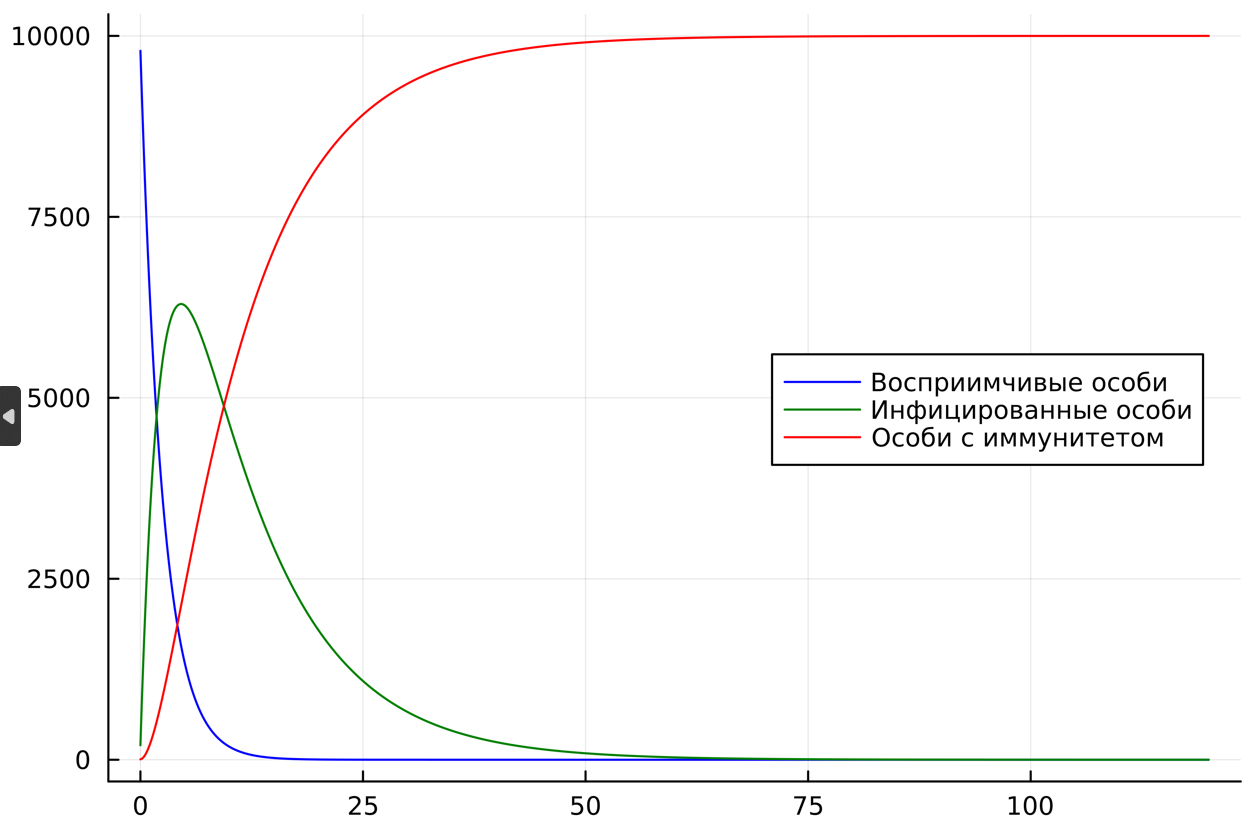 10000
7500
5000
2500
0
0 25 50 75 100
Восприимчивые особи
Инфицированные особи
Особи с иммунитетом